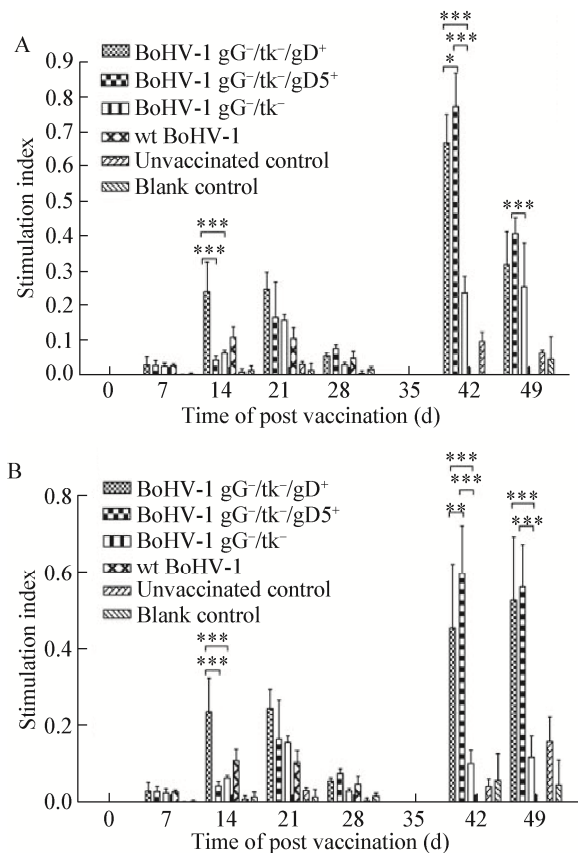 A
Stimulation index
0.9
0.8
0.7
0.6
0.5
0.4
0.3
0.2
0.1
0.0
BoHV-1 gG⁻/tk⁻/gD⁺
BoHV-1 gG⁻/tk⁻/gD5⁺
BoHV-1 gG⁻/tk⁻
wt BoHV-1
Unvaccinated control
Blank control
***
***
***
***
*
***
0 7 14 21 28 35 42 49
Time of post vaccination (d)
B
Stimulation index
0.8
0.6
0.4
0.2
0.0
BoHV-1 gG⁻/tk⁻/gD⁺
BoHV-1 gG⁻/tk⁻/gD5⁺
BoHV-1 gG⁻/tk⁻
wt BoHV-1
Unvaccinated control
Blank control
***
***
***
***
**
***
***
0 7 14 21 28 35 42 49
Time of post vaccination (d)